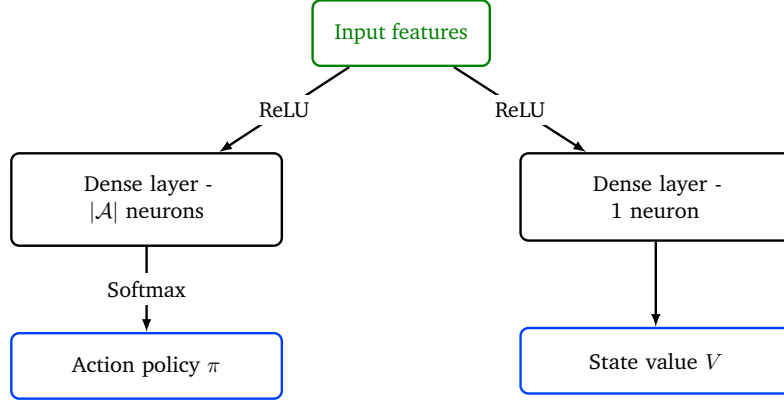 Input features
ReLU
ReLU
Dense layer -
|𝒜| neurons
Dense layer -
1 neuron
Softmax
Action policy π
State value V